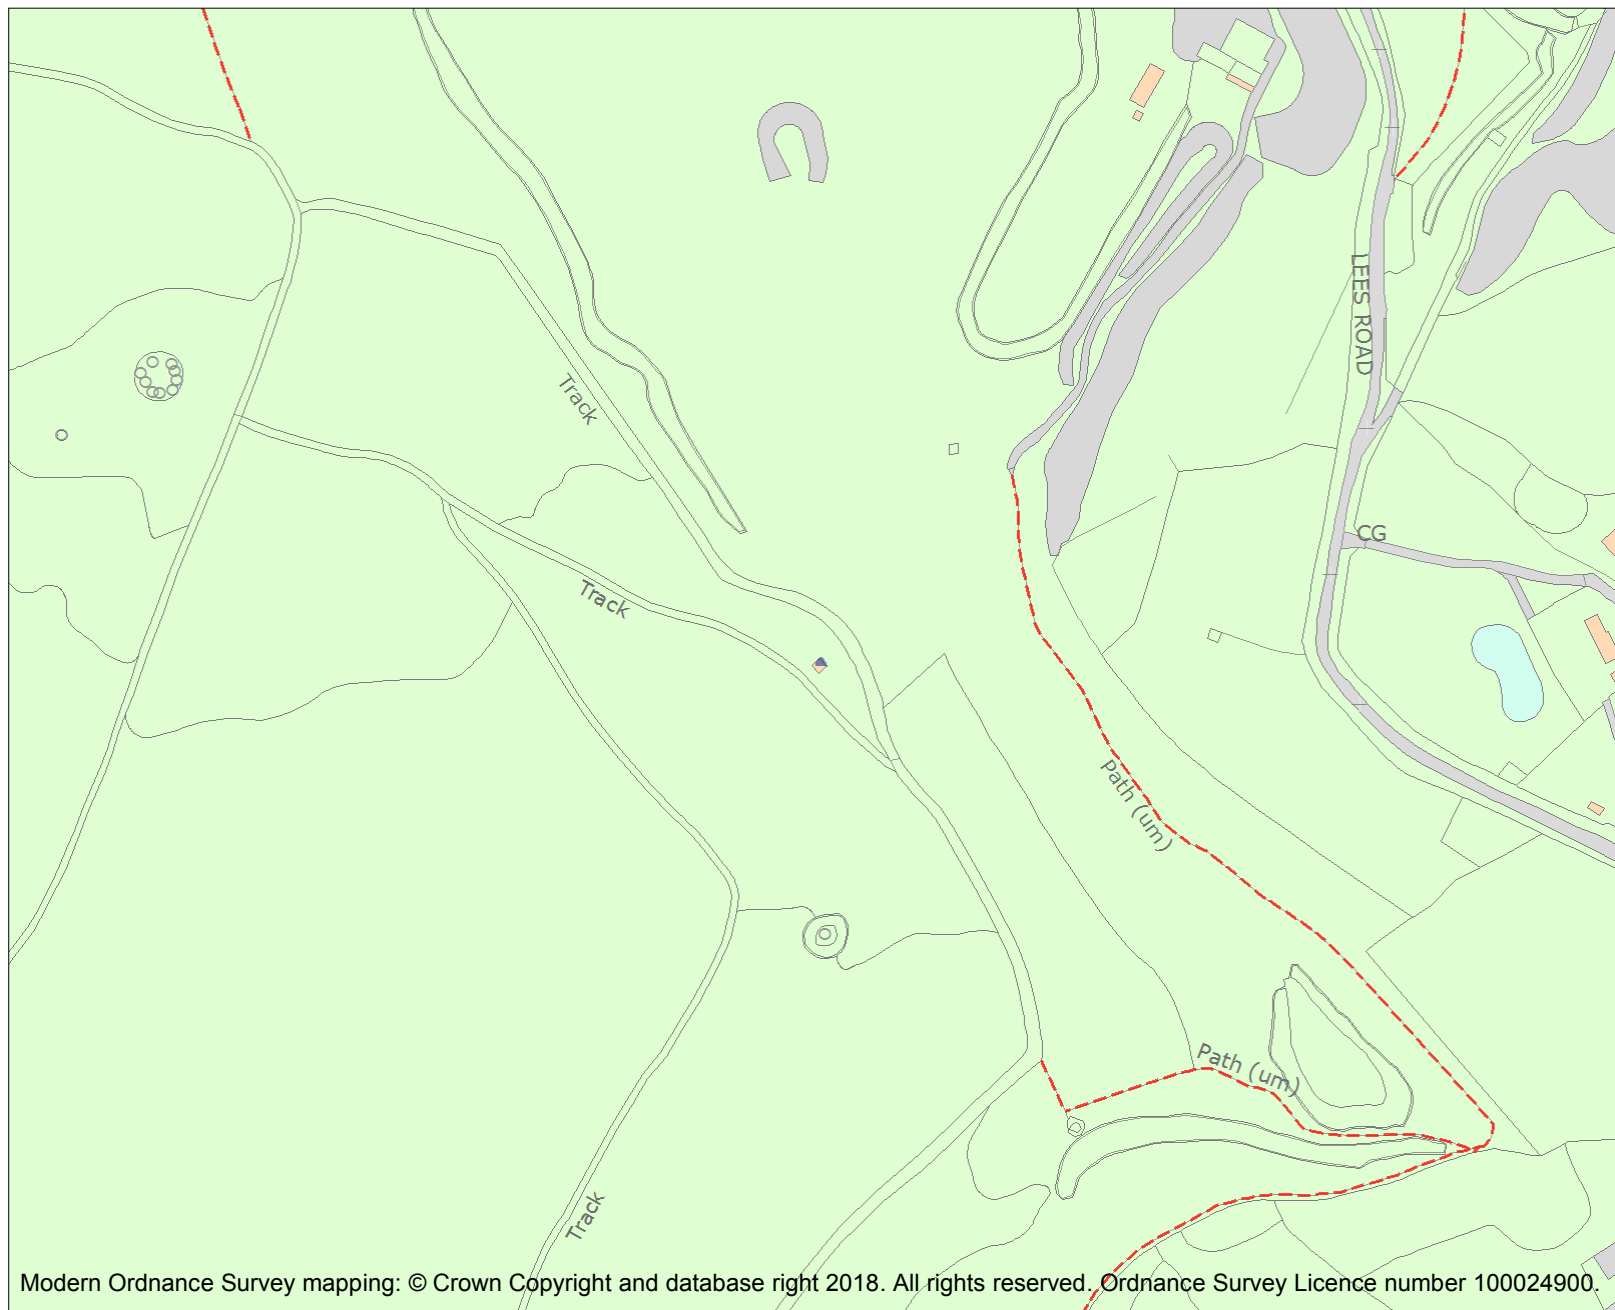 LEES ROAD
Track
CG
Track
Path (um)
Path (um)
Track
Modern Ordnance Survey mapping: © Crown Copyright and database right 2018. All rights reserved. Ordnance Survey Licence number 100024900.